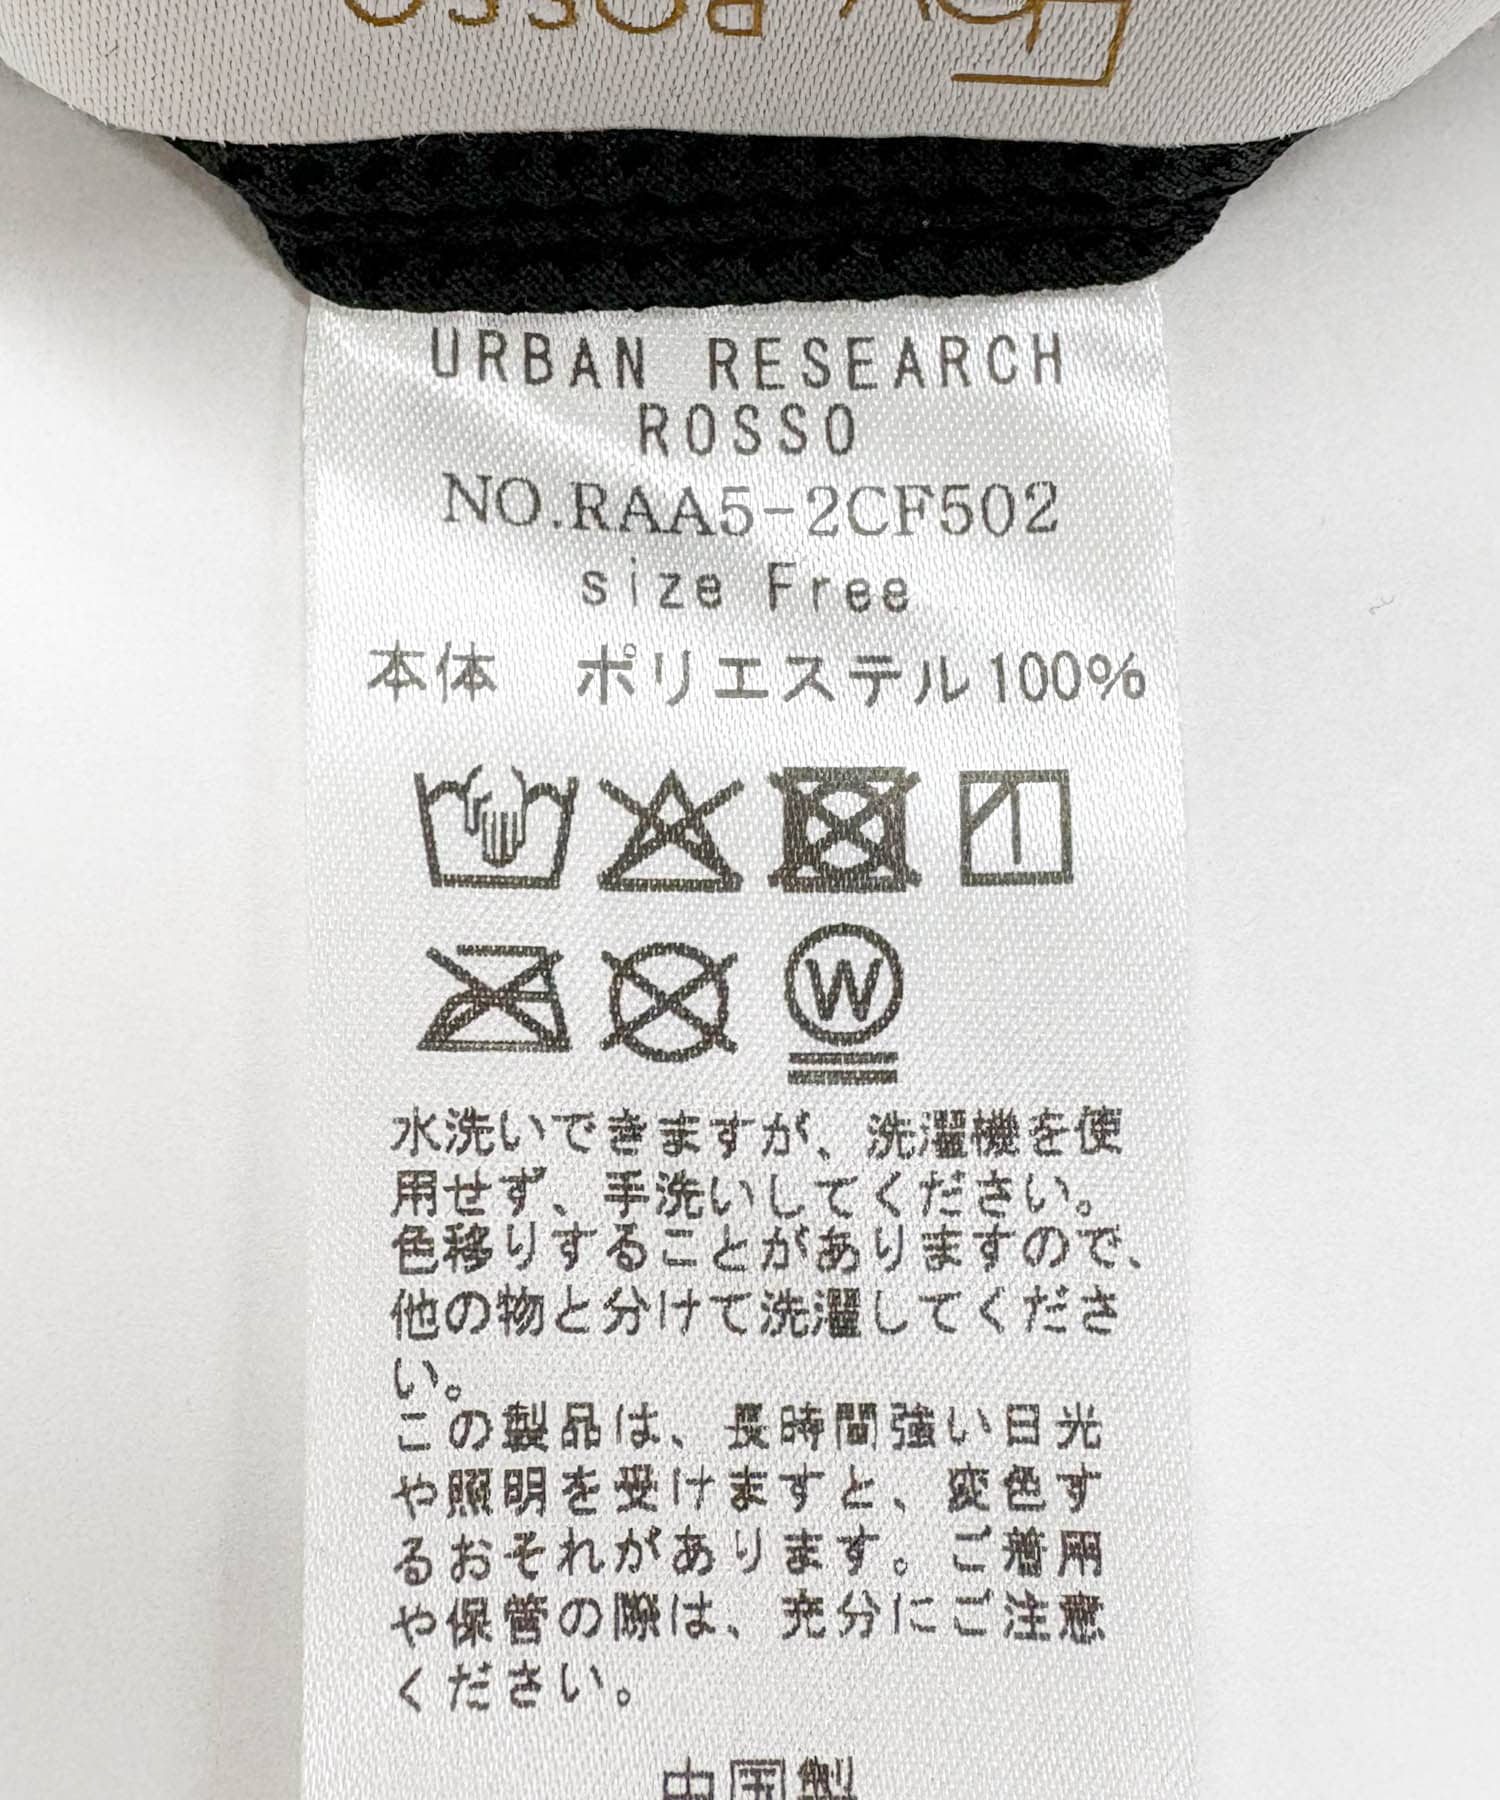 ROSSO
URBAN RESEARCH
ROSSO
NO.RAA5-2CF502
size Free
本体　ポリエステル100%
W
水洗いできますが、洗濯機を使
用せず、手洗いしてください。
色移りすることがありますので、
他の物と分けて洗濯してくださ
い。
この製品は、長時間強い日光
や照明を受けますと、変色す
るおそれがあります。ご着用
や保管の際は、充分にご注意
ください。
中国製